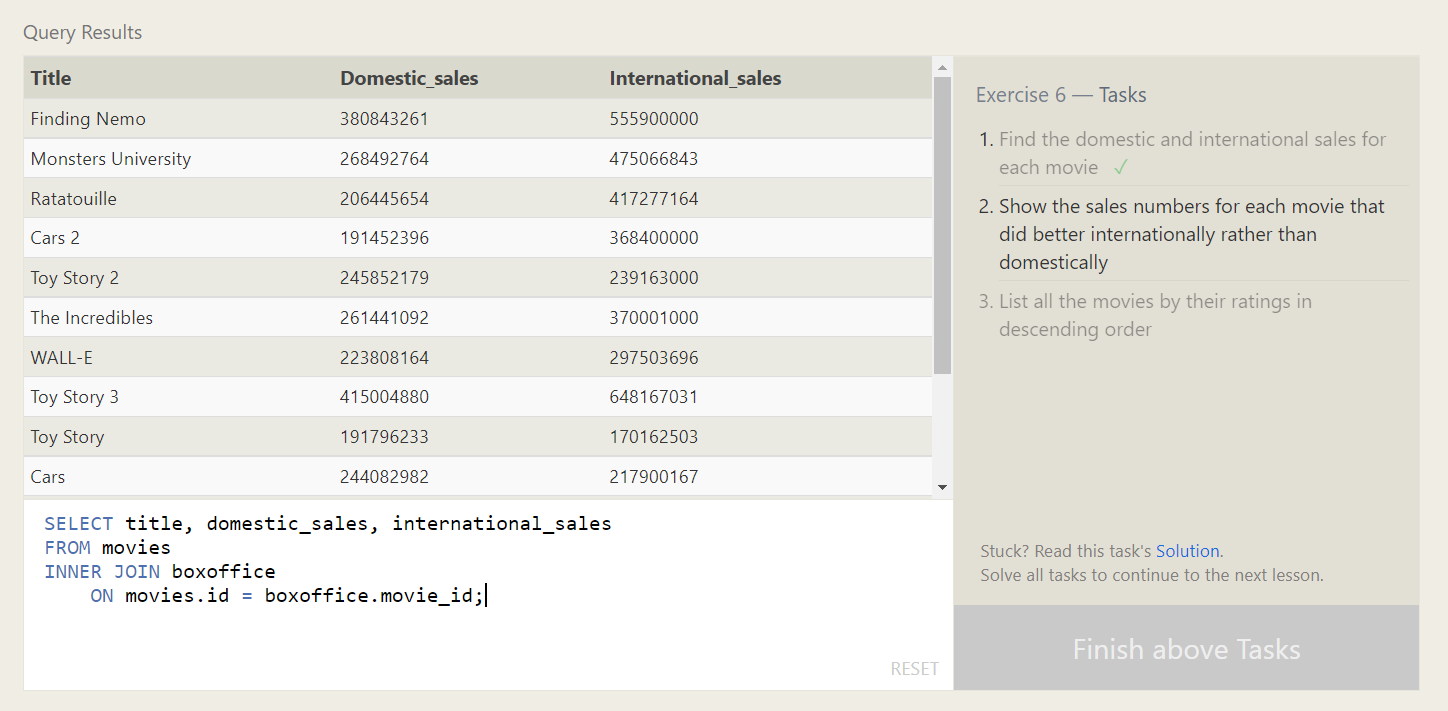 Query Results
Title Domestic_sales International_sales
Finding Nemo 380843261 555900000
Monsters University 268492764 475066843
Ratatouille 206445654 417277164
Cars 2 191452396 368400000
Toy Story 2 245852179 239163000
The Incredibles 261441092 370001000
WALL-E 223808164 297503696
Toy Story 3 415004880 648167031
Toy Story 191796233 170162503
Cars 244082982 217900167
SELECT title, domestic_sales, international_sales
FROM movies
INNER JOIN boxoffice
    ON movies.id = boxoffice.movie_id;
RESET
Exercise 6 — Tasks
1. Find the domestic and international sales for
each movie ✓
2. Show the sales numbers for each movie that
did better internationally rather than
domestically
3. List all the movies by their ratings in
descending order
Stuck? Read this task's Solution.
Solve all tasks to continue to the next lesson.
Finish above Tasks